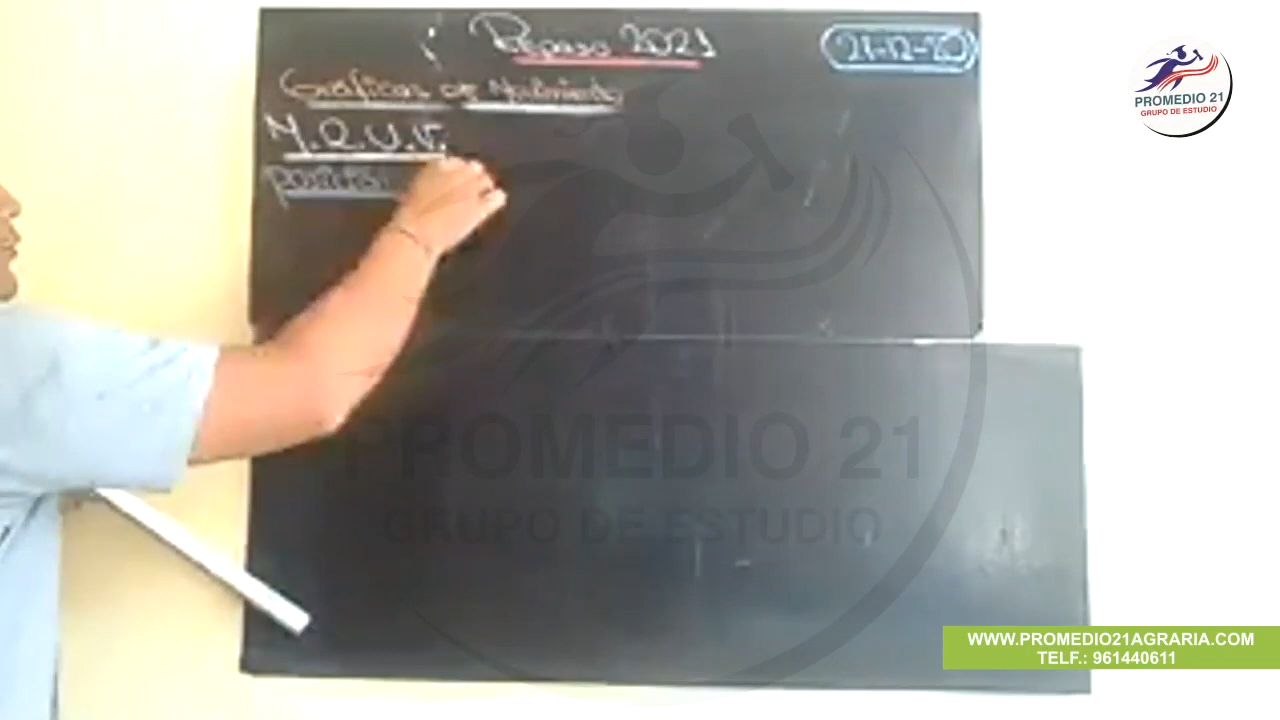 Repaso 2021
21-12-20
Gráficas de Movimiento
M.R.U.V.
PROMEDIO 21
GRUPO DE ESTUDIO
PROMEDIO 21
GRUPO DE ESTUDIO
WWW.PROMEDIO21AGRARIA.COM
TELF.: 961440611